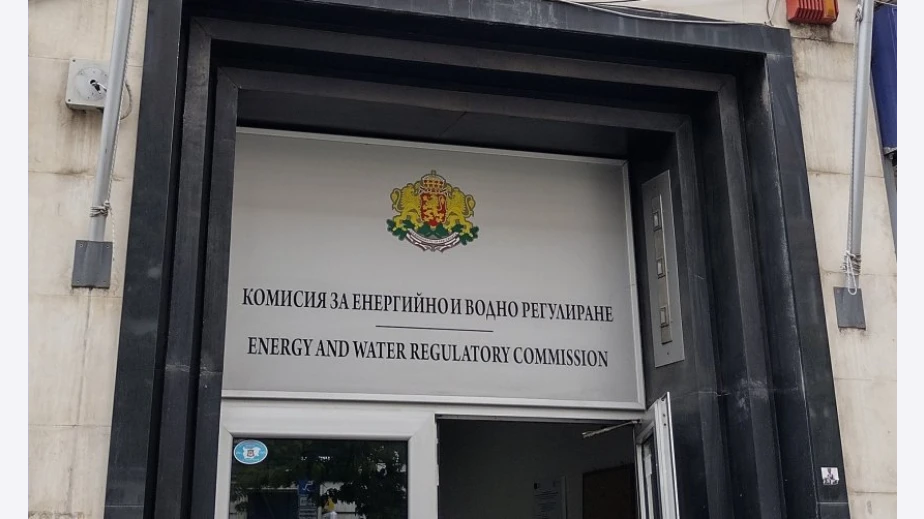 КОМИСИЯ ЗА ЕНЕРГИЙНО И ВОДНО РЕГУЛИРАНЕ
ENERGY AND WATER REGULATORY COMMISSION